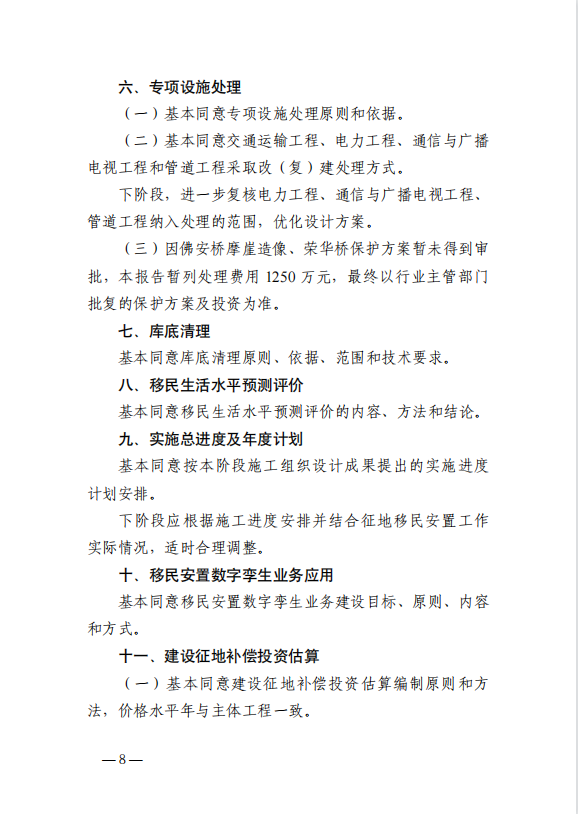 六、专项设施处理
（一）基本同意专项设施处理原则和依据。
（二）基本同意交通运输工程、电力工程、通信与广播
电视工程和管道工程采取改（复）建处理方式。
下阶段，进一步复核电力工程、通信与广播电视工程、
管道工程纳入处理的范围，优化设计方案。
（三）因佛安桥摩崖造像、荣华桥保护方案暂未得到审
批，本报告暂列处理费用 1250 万元，最终以行业主管部门
批复的保护方案及投资为准。
七、库底清理
基本同意库底清理原则、依据、范围和技术要求。
八、移民生活水平预测评价
基本同意移民生活水平预测评价的内容、方法和结论。
九、实施总进度及年度计划
基本同意按本阶段施工组织设计成果提出的实施进度
计划安排。
下阶段应根据施工进度安排并结合征地移民安置工作
实际情况，适时合理调整。
十、移民安置数字孪生业务应用
基本同意移民安置数字孪生业务建设目标、原则、内容
和方式。
十一、建设征地补偿投资估算
（一）基本同意建设征地补偿投资估算编制原则和方
法，价格水平年与主体工程一致。
— 8 —